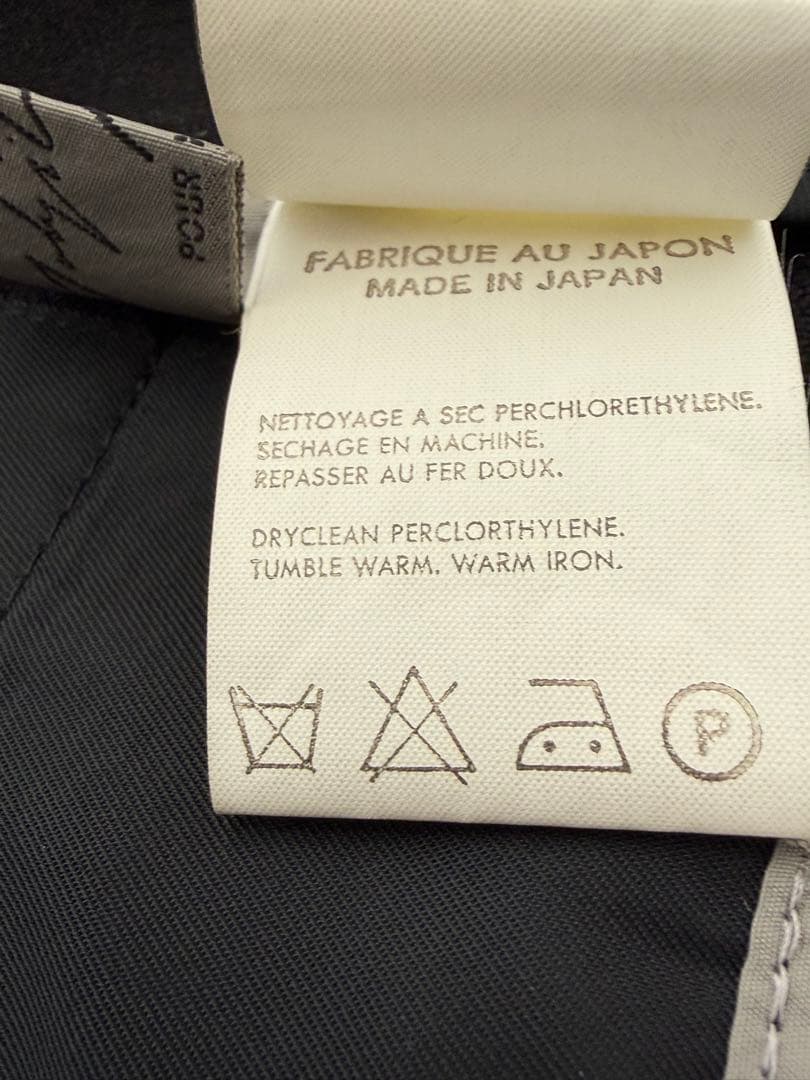 POUR
FABRIQUE AU JAPON
MADE IN JAPAN
NETTOYAGE A SEC PERCHLORETHYLENE.
SECHAGE EN MACHINE.
REPASSER AU FER DOUX.
DRYCLEAN PERCLORTHYLENE.
TUMBLE WARM. WARM IRON.
P